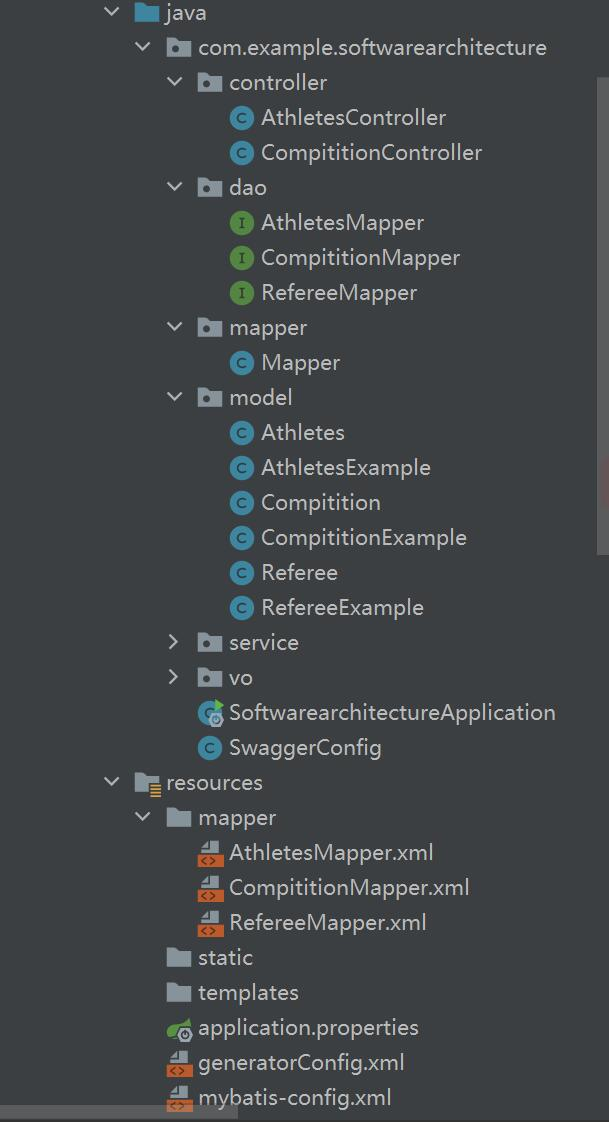 java
com.example.softwarearchitecture
controller
AthletesController
CompititionController
dao
AthletesMapper
CompititionMapper
RefereeMapper
mapper
Mapper
model
Athletes
AthletesExample
Compitition
CompititionExample
Referee
RefereeExample
service
vo
SoftwarearchitectureApplication
SwaggerConfig
resources
mapper
AthletesMapper.xml
CompititionMapper.xml
RefereeMapper.xml
static
templates
application.properties
generatorConfig.xml
mybatis-config.xml